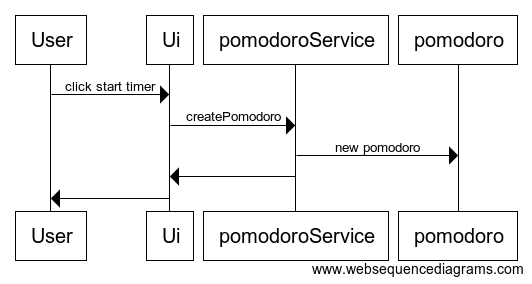 User Ui pomodoroService pomodoro
click start timer
createPomodoro
new pomodoro
User Ui pomodoroService pomodoro
www.websequencediagrams.com